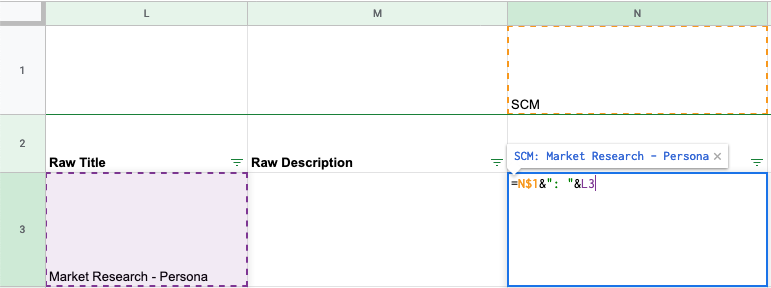 L M N
1
SCM
2
Raw Title Raw Description
SCM: Market Research - Persona ×
=N$1&": "&L3
3
Market Research - Persona